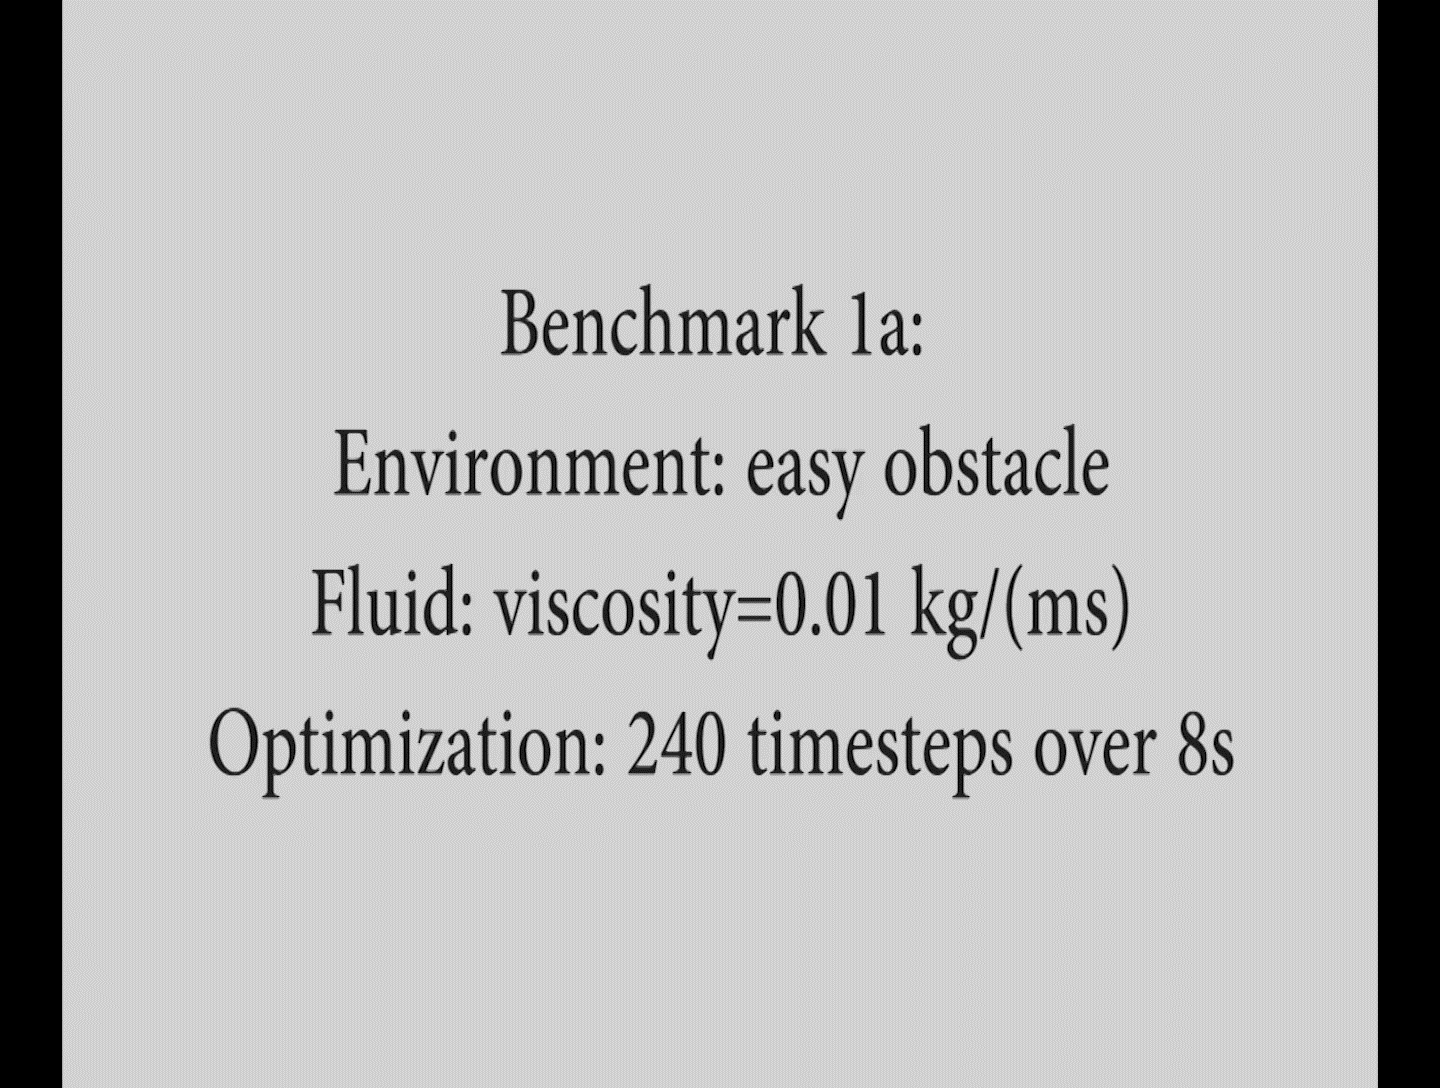 Benchmark 1a:
Environment: easy obstacle
Fluid: viscosity=0.01 kg/(ms)
Optimization: 240 timesteps over 8s